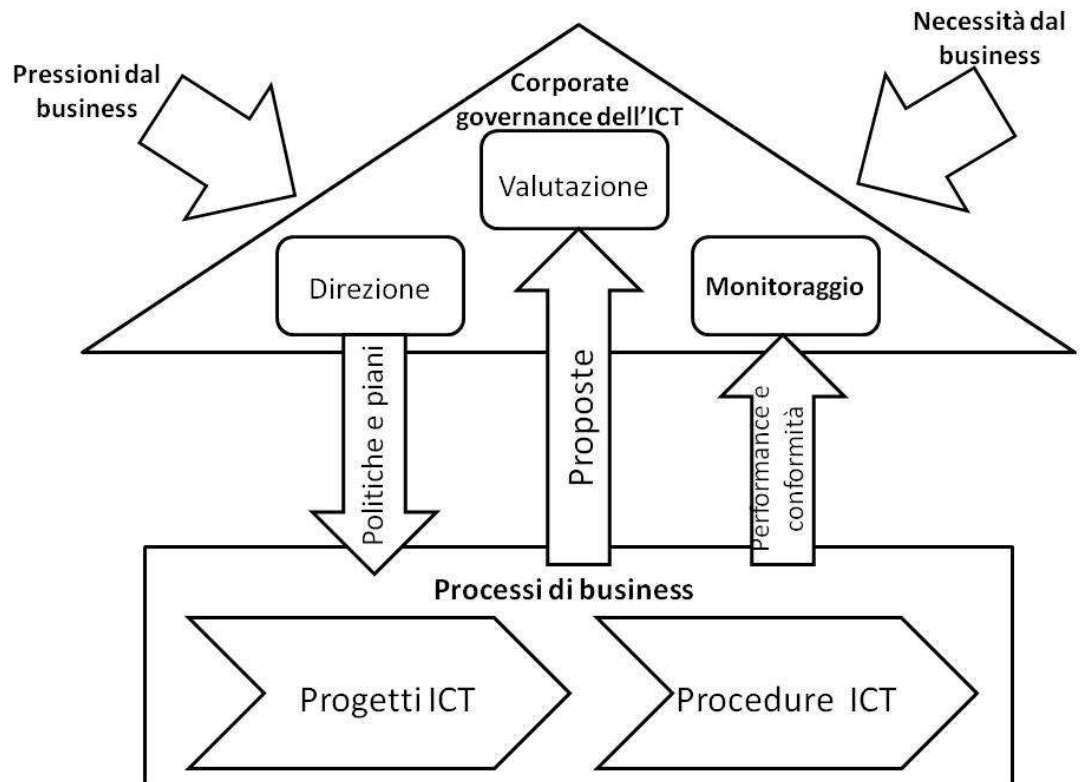 Necessità dal
business
Pressioni dal
business
Corporate
governance dell'ICT
Valutazione
Direzione
Monitoraggio
Politiche e piani
Proposte
Performance e
conformità
Processi di business
Progetti ICT
Procedure ICT